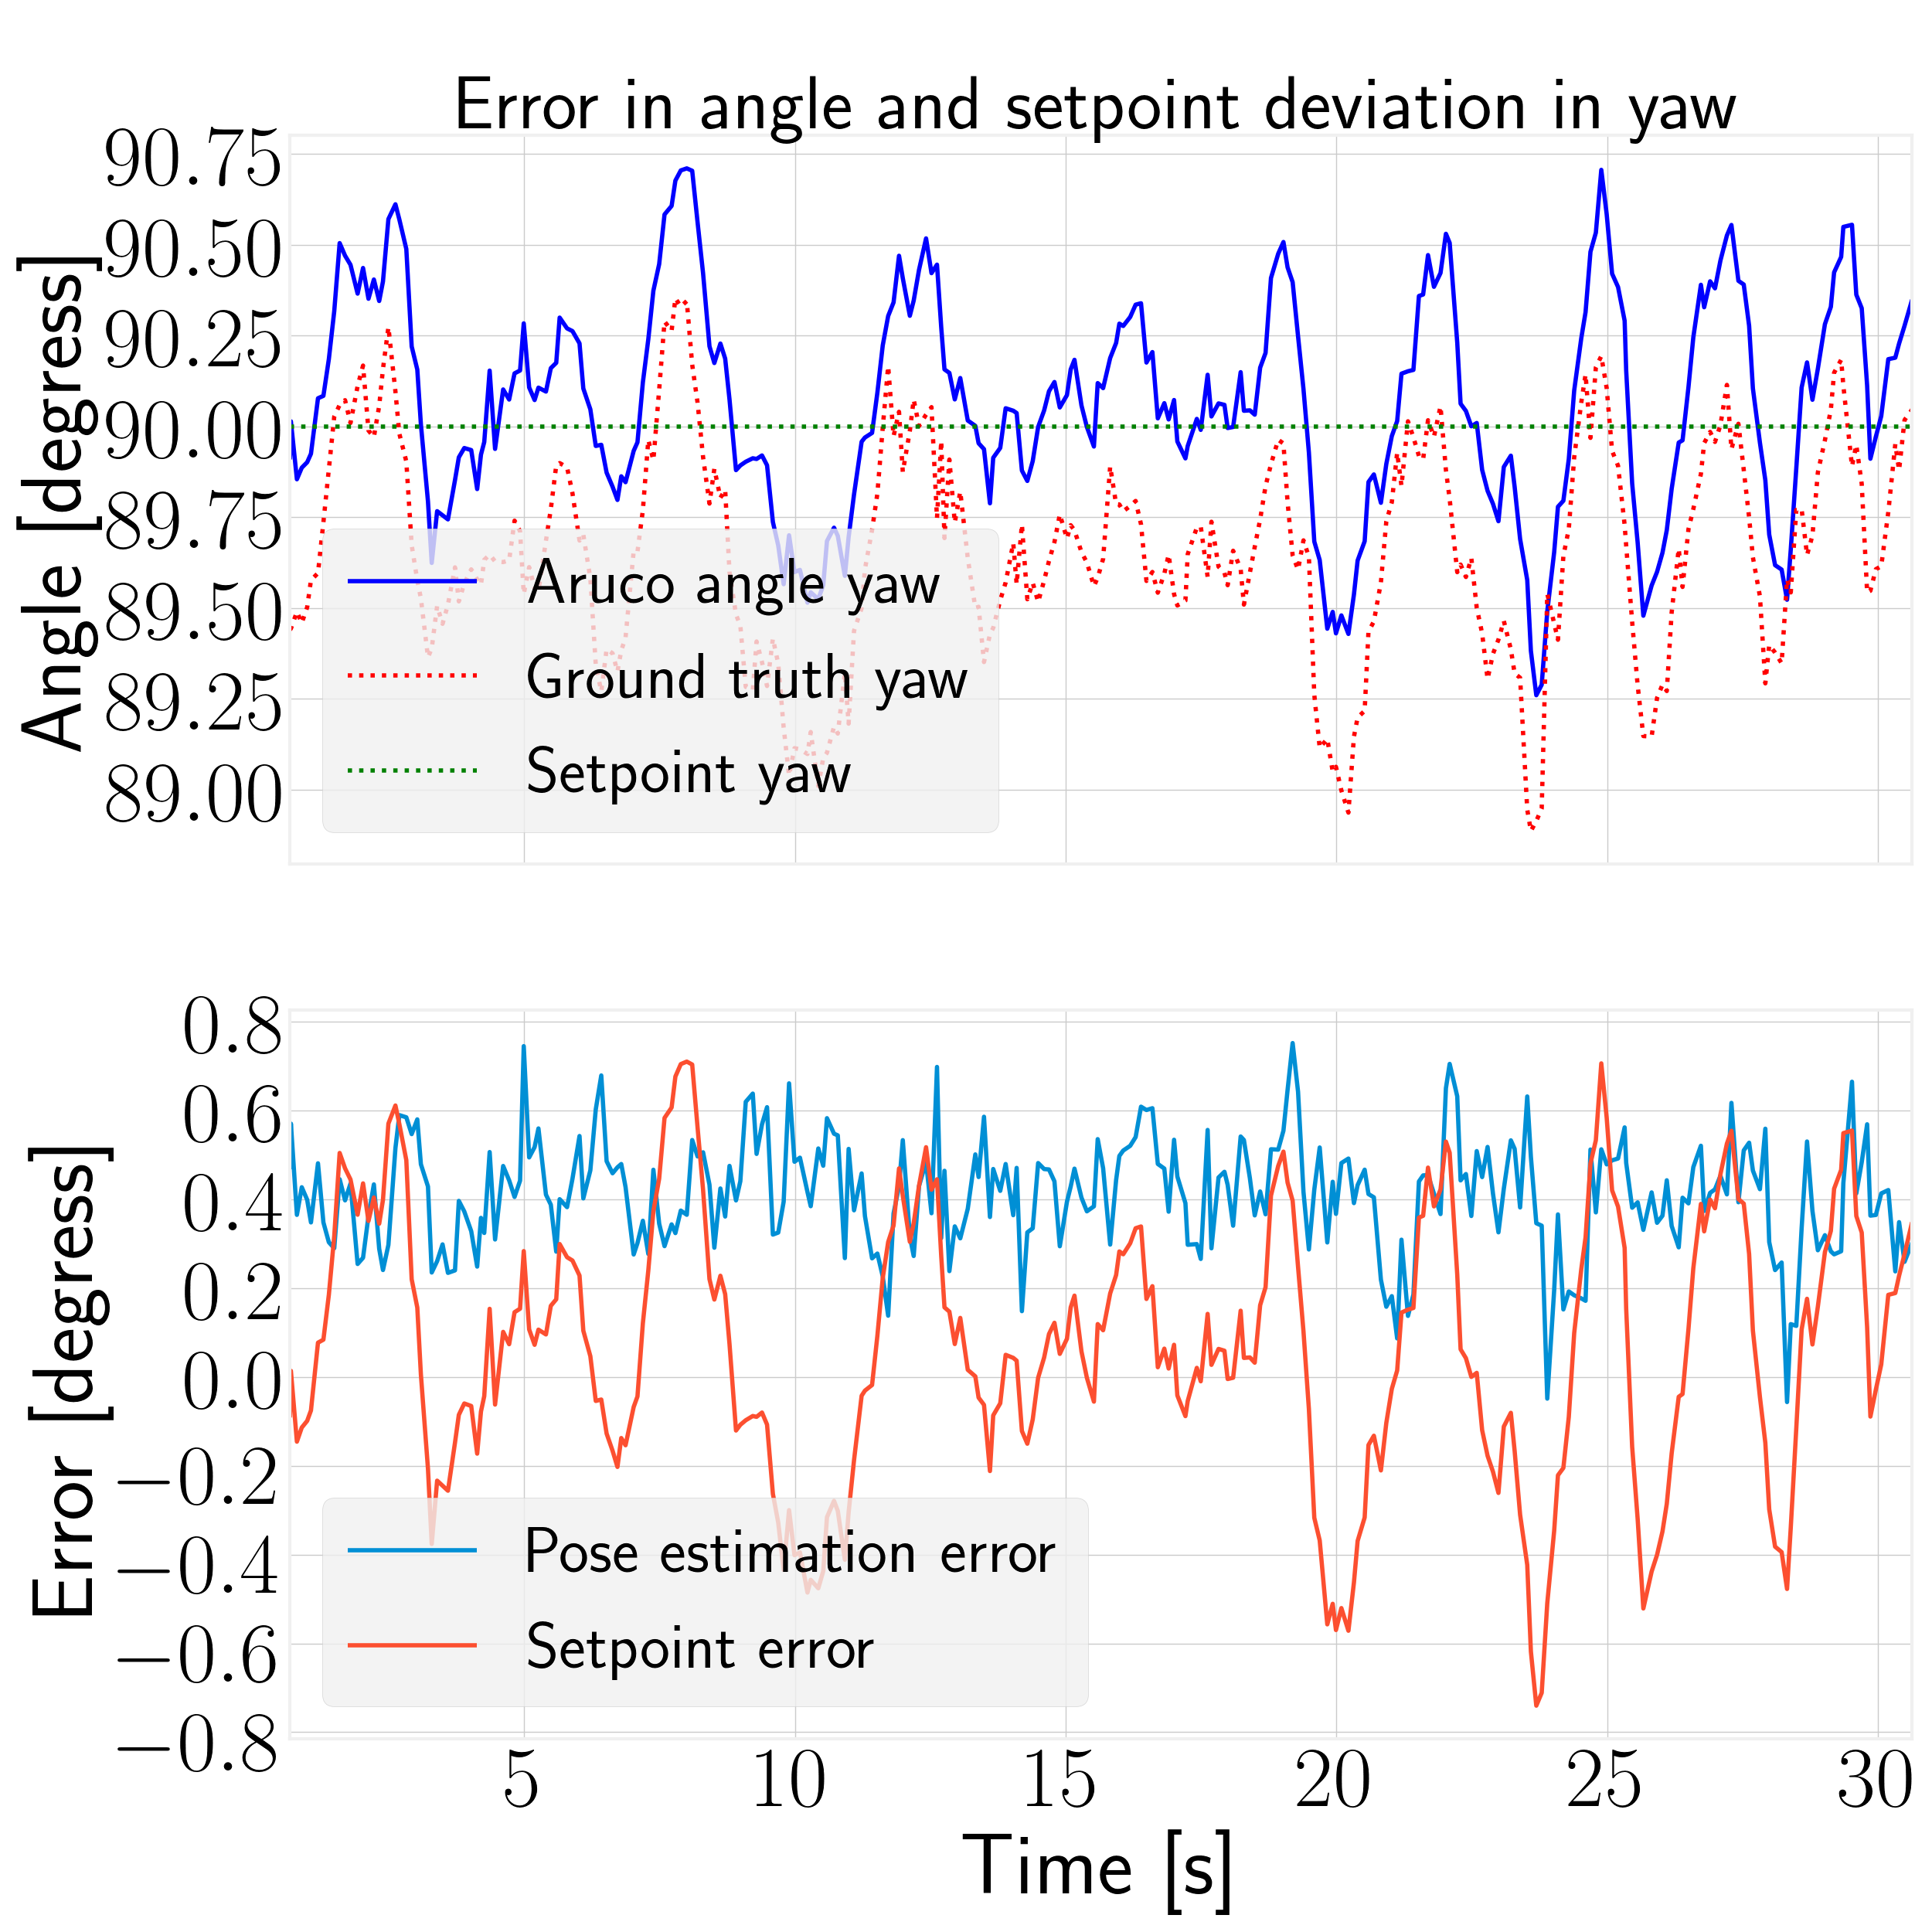 Error in angle and setpoint deviation in yaw
Angle [degress]
90.75
90.50
90.25
90.00
89.75
89.50
89.25
89.00
Aruco angle yaw
Ground truth yaw
Setpoint yaw
Error [degress]
0.8
0.6
0.4
0.2
0.0
−0.2
−0.4
−0.6
−0.8
Pose estimation error
Setpoint error
5 10 15 20 25 30
Time [s]